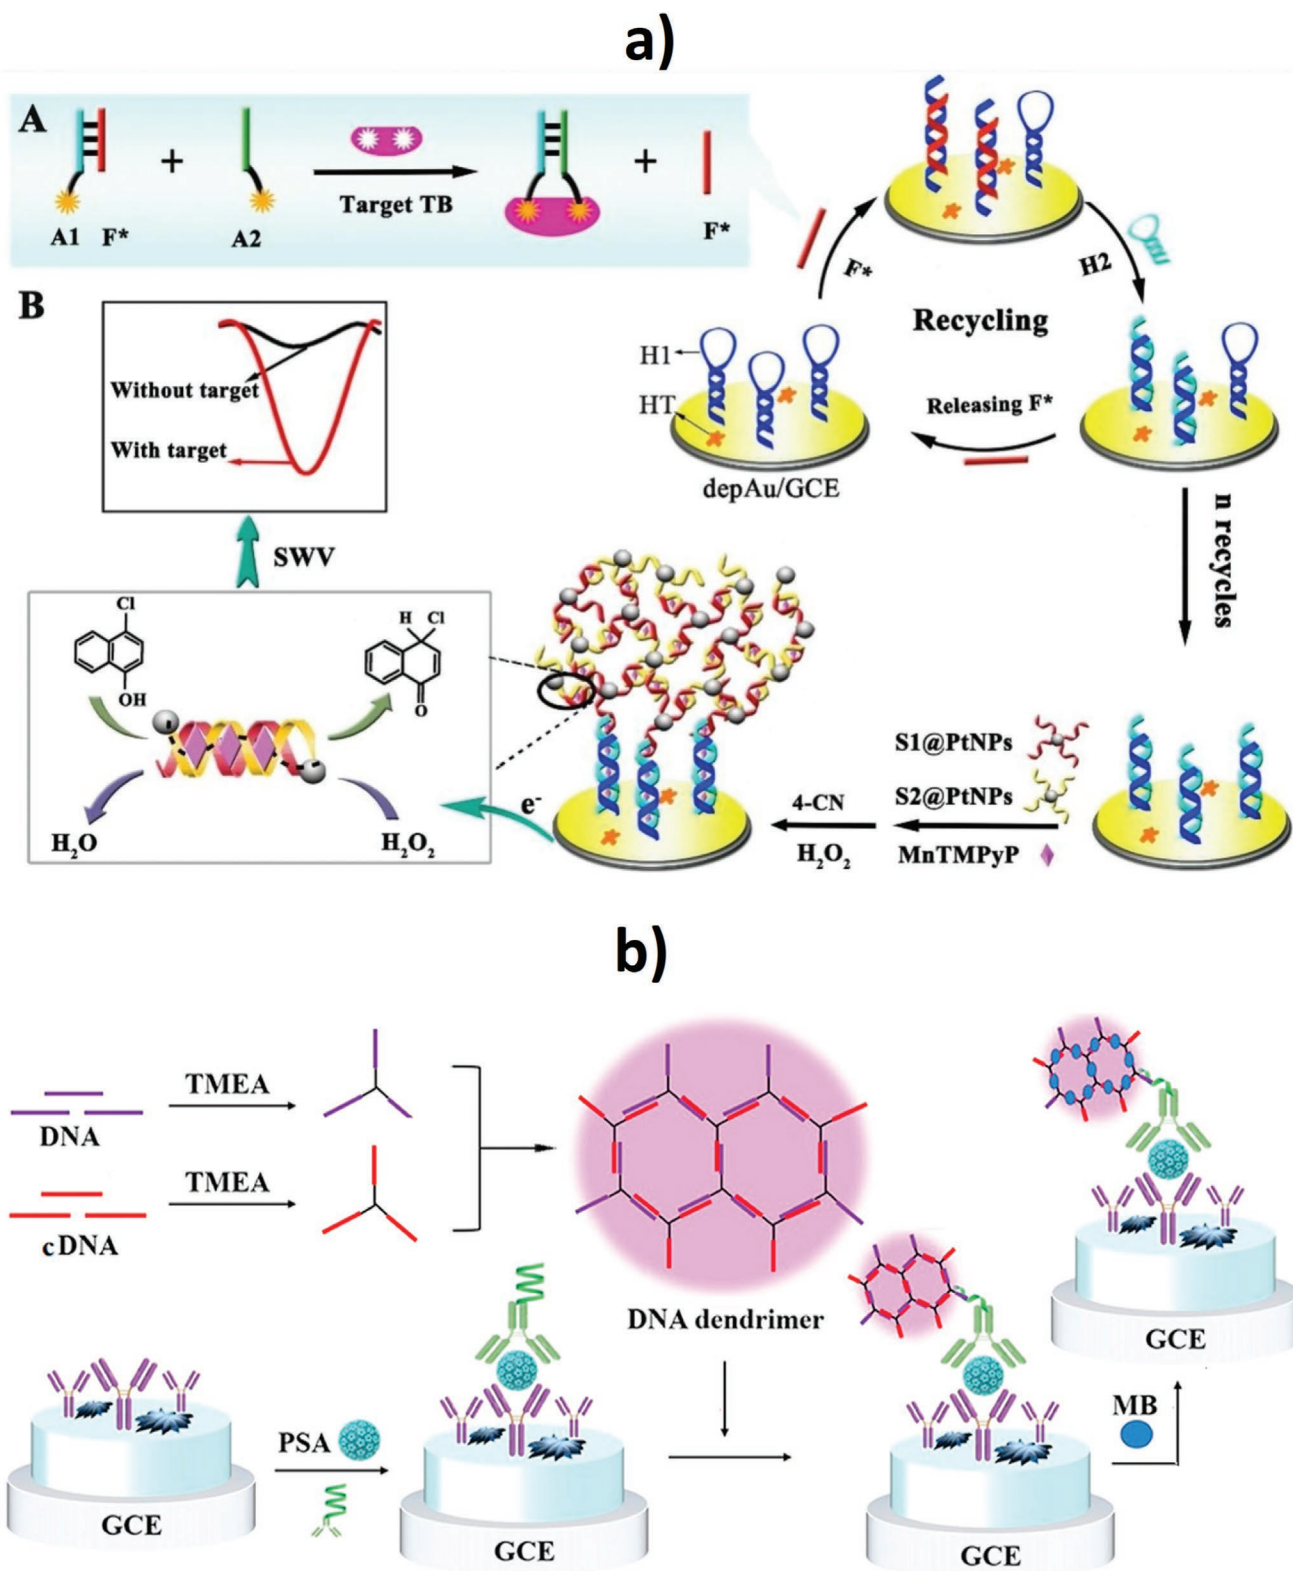 a)
A
A1
F*
+
A2
Target TB
+
F*
F*
H2
Recycling
H1
HT
depAu/GCE
Releasing F*
n recycles
B
Without target
With target
SWV
Cl
OH
H
Cl
O
H₂O
H₂O₂
e-
4-CN
H₂O₂
S1@PtNPs
S2@PtNPs
MnTMPyP
b)
DNA
TMEA
cDNA
TMEA
DNA dendrimer
GCE
PSA
GCE
GCE
MB
GCE